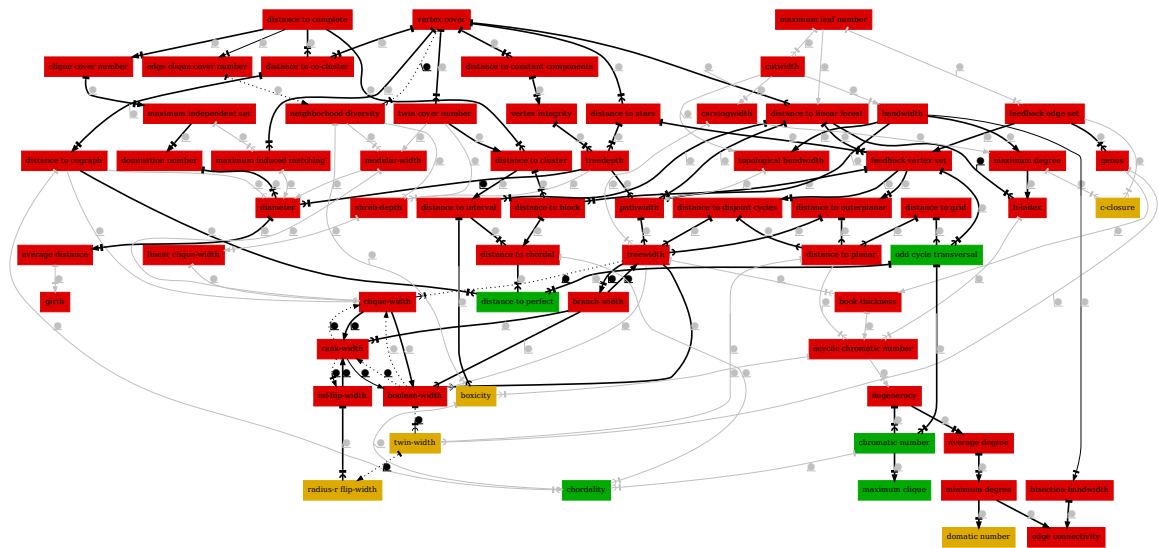 distance to complete
vertex cover
maximum leaf number
clique cover number
edge clique cover number
distance to co-cluster
distance to constant components
cutwidth
maximum independent set
neighborhood diversity
twin cover number
vertex integrity
distance to stars
carvingwidth
distance to linear forest
bandwidth
feedback edge set
distance to cograph
domination number
maximum induced matching
modular-width
distance to cluster
treedepth
topological bandwidth
feedback vertex set
maximum degree
genus
diameter
shrub-depth
distance to interval
distance to block
pathwidth
distance to disjoint cycles
distance to outerplanar
distance to grid
h-index
c-closure
average distance
linear clique-width
distance to chordal
treewidth
distance to planar
odd cycle transversal
girth
clique-width
distance to perfect
branch width
book thickness
rank-width
acyclic chromatic number
inf-flip-width
boolean-width
boxicity
degeneracy
twin-width
chromatic number
average degree
radius-r flip-width
chordality
maximum clique
minimum degree
bisection bandwidth
domatic number
edge connectivity